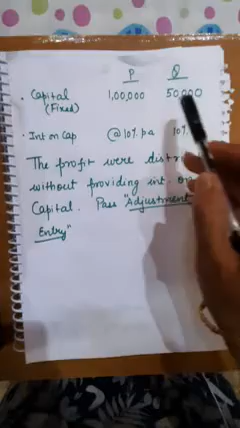 P Q
• Capital (Fixed) 1,00,000 50,000
• Int on Cap @ 10% pa 10%
The profit were
without providing int. on
Capital. Pass "Adjustment
Entry"